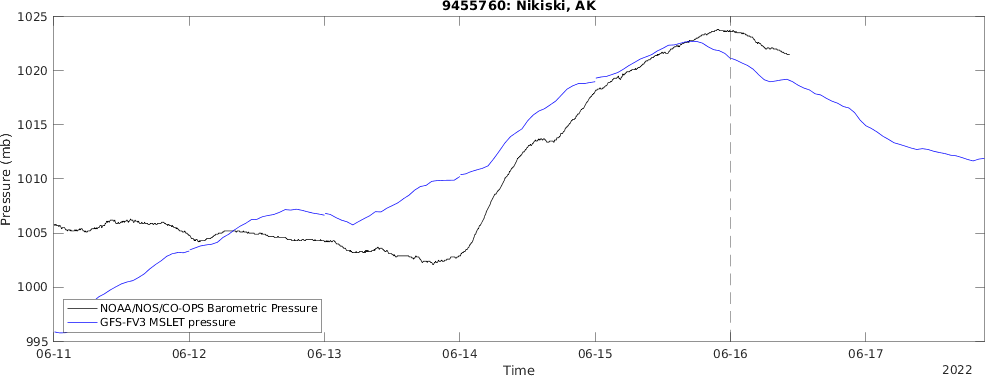 9455760: Nikiski, AK
1025
1020
1015
1010
1005
1000
995
Pressure (mb)
NOAA/NOS/CO-OPS Barometric Pressure
GFS-FV3 MSLET pressure
06-11 06-12 06-13 06-14 06-15 06-16 06-17
Time
2022